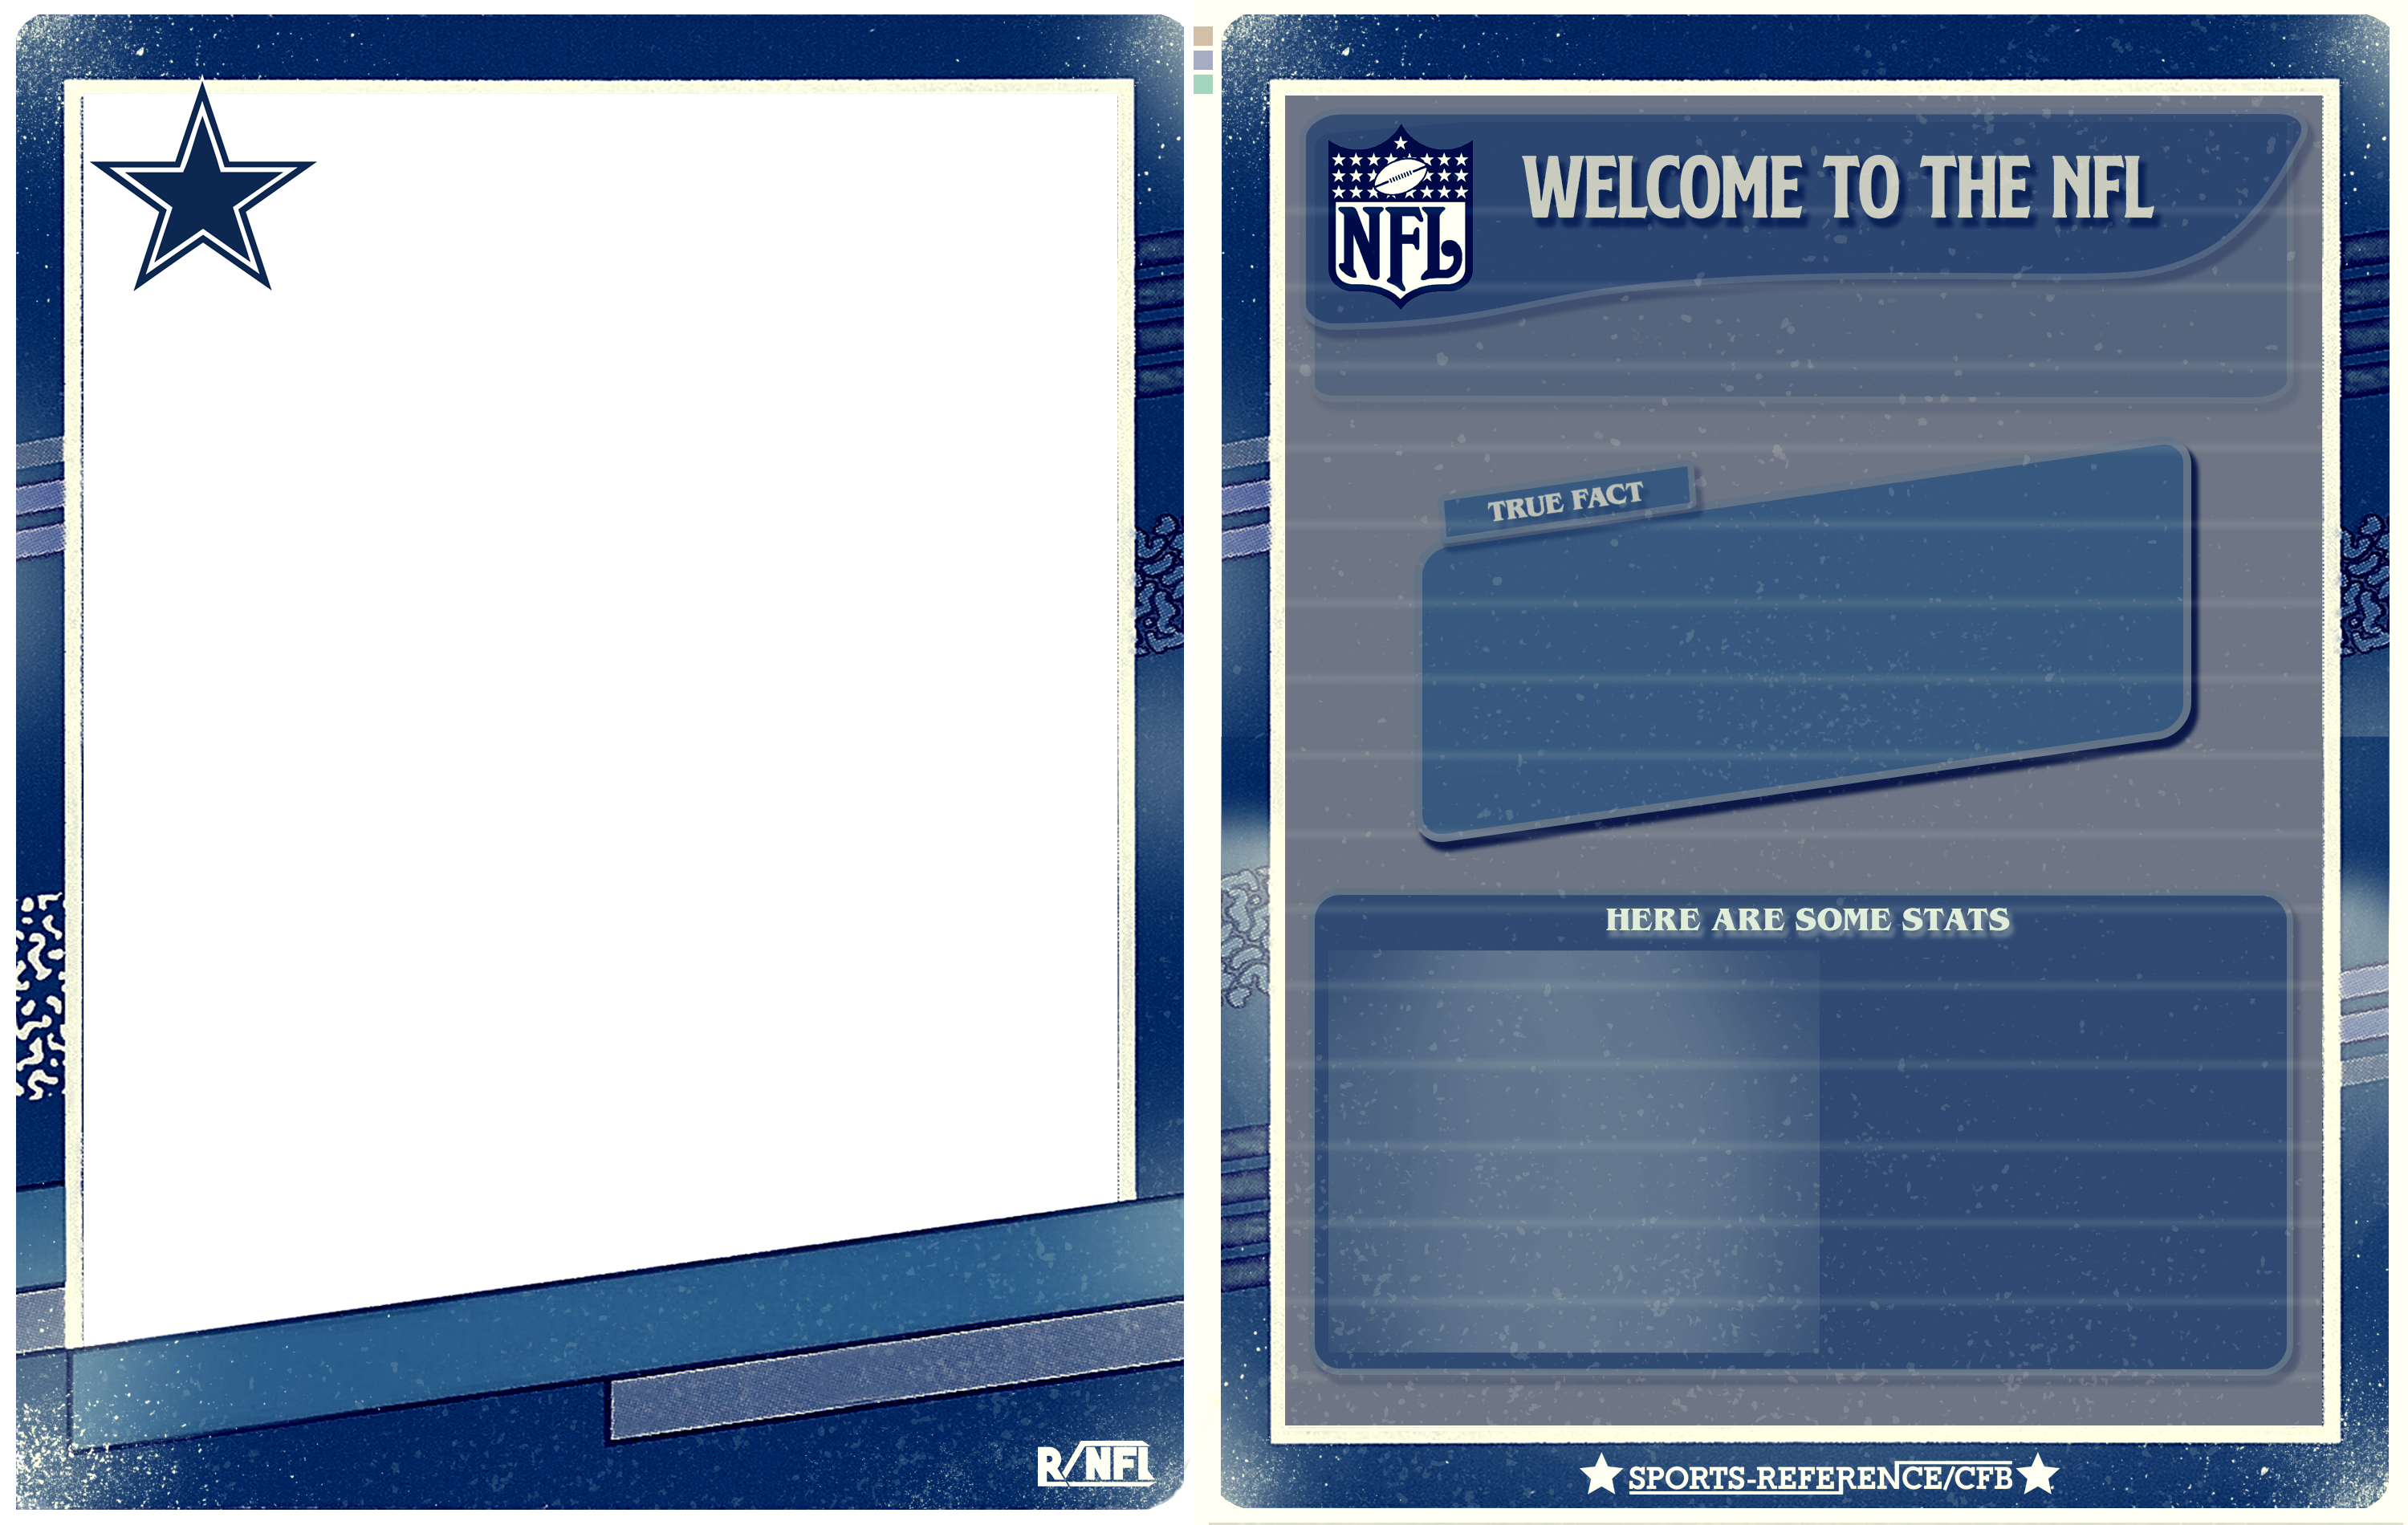 R/NFL
NFL
WELCOME TO THE NFL
TRUE FACT
HERE ARE SOME STATS
SPORTS-REFERENCE/CFB